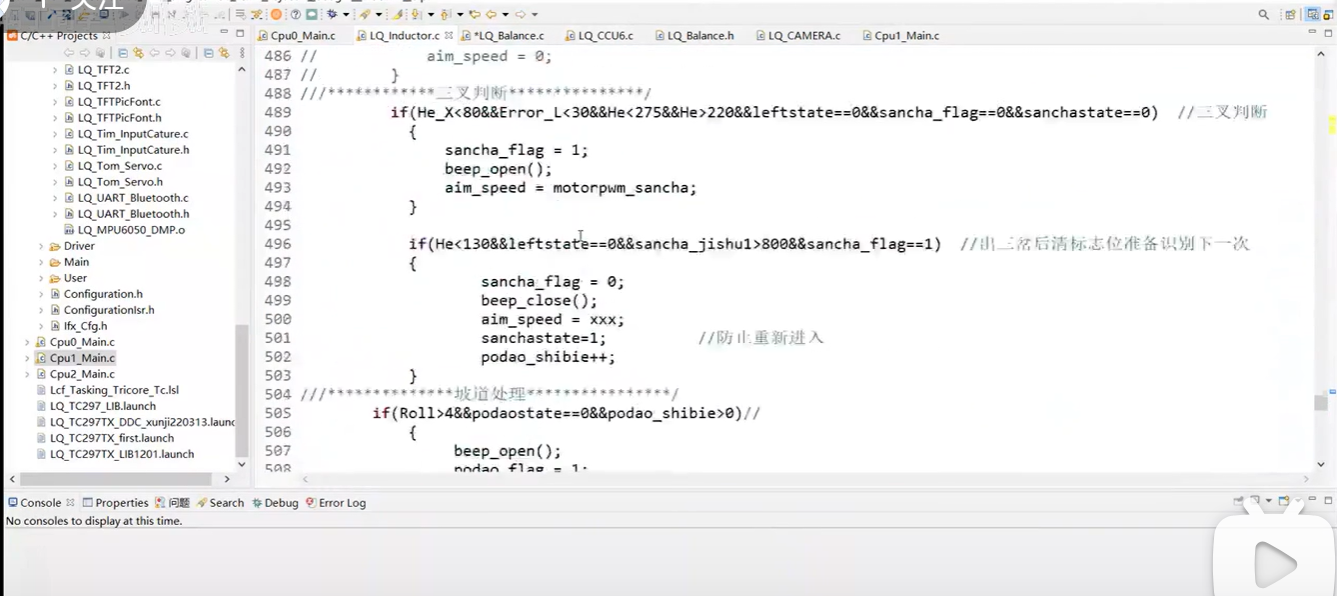 关注
C/C++ Projects
Cpu0_Main.c
LQ_Inductor.c
*LQ_Balance.c
LQ_CCU6.c
LQ_Balance.h
LQ_CAMERA.c
Cpu1_Main.c
LQ_TFT2.c
LQ_TFT2.h
LQ_TFTPicFont.c
LQ_TFTPicFont.h
LQ_Tim_InputCature.c
LQ_Tim_InputCature.h
LQ_Tom_Servo.c
LQ_Tom_Servo.h
LQ_UART_Bluetooth.c
LQ_UART_Bluetooth.h
LQ_MPU6050_DMP.o
Driver
Main
User
Configuration.h
ConfigurationIsr.h
Ifx_Cfg.h
Cpu0_Main.c
Cpu1_Main.c
Cpu2_Main.c
Lcf_Tasking_Tricore_Tc.lsl
LQ_TC297_LIB.launch
LQ_TC297TX_DDC_xunji220313.launc
LQ_TC297TX_first.launch
LQ_TC297TX_LIB1201.launch
486 // aim_speed = 0;
487 // }
488 ///************三叉判断***************/
489 if(He_X<80&&Error_L<30&&He<275&&He>220&&leftstate==0&&sancha_flag==0&&sanchastate==0) //三叉判断
490 {
491 sancha_flag = 1;
492 beep_open();
493 aim_speed = motorpwm_sancha;
494 }
495
496 if(He<130&&leftstate==0&&sancha_jishu1>800&&sancha_flag==1) //出三岔后清标志位准备识别下一次
497 {
498 sancha_flag = 0;
499 beep_close();
500 aim_speed = xxx;
501 sanchastate=1; //防止重新进入
502 podao_shibie++;
503 }
504 ///**************坡道处理****************/
505 if(Roll>4&&podaostate==0&&podao_shibie>0)//
506 {
507 beep_open();
508 podao_flag = 1;
Console
Properties
问题
Search
Debug
Error Log
No consoles to display at this time.